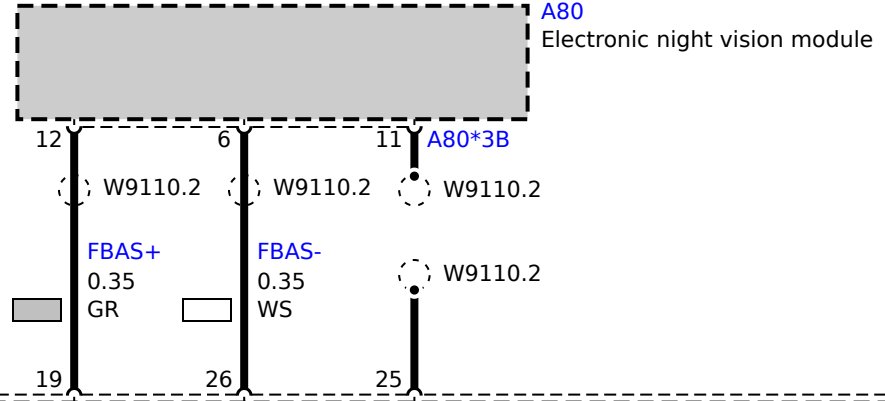 A80
Electronic night vision module
12
6
11
A80*3B
W9110.2
W9110.2
W9110.2
FBAS+
0.35
GR
FBAS-
0.35
WS
W9110.2
19
26
25